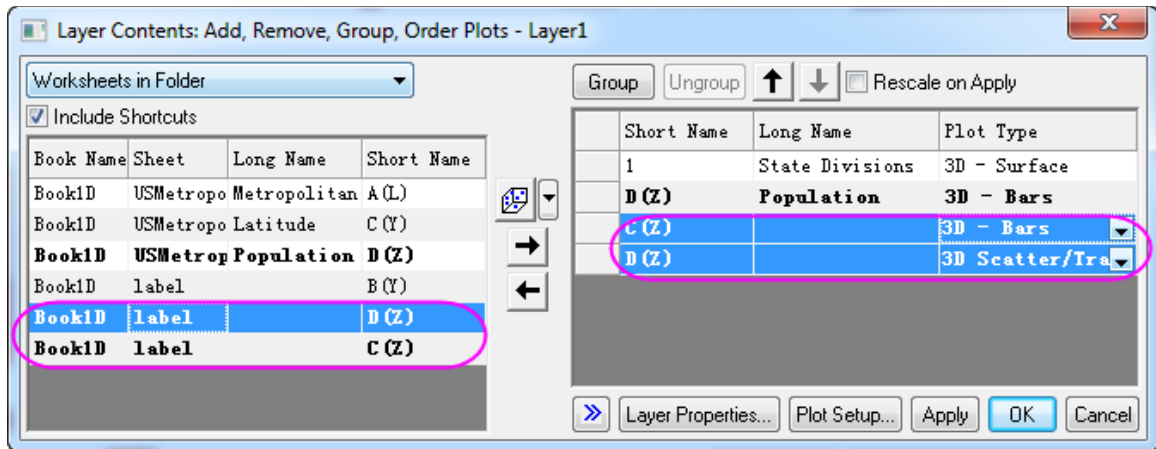 Layer Contents: Add, Remove, Group, Order Plots - Layer1
Worksheets in Folder
Include Shortcuts
Book Name Sheet Long Name Short Name
Book1D USMetropo Metropolitan A(L)
Book1D USMetropo Latitude C(Y)
Book1D USMetrop Population D(Z)
Book1D label B(Y)
Book1D label D(Z)
Book1D label C(Z)
Group Ungroup Rescale on Apply
Short Name Long Name Plot Type
1 State Divisions 3D - Surface
D(Z) Population 3D - Bars
C(Z) 3D - Bars
D(Z) 3D Scatter/Tra
Layer Properties... Plot Setup... Apply OK Cancel